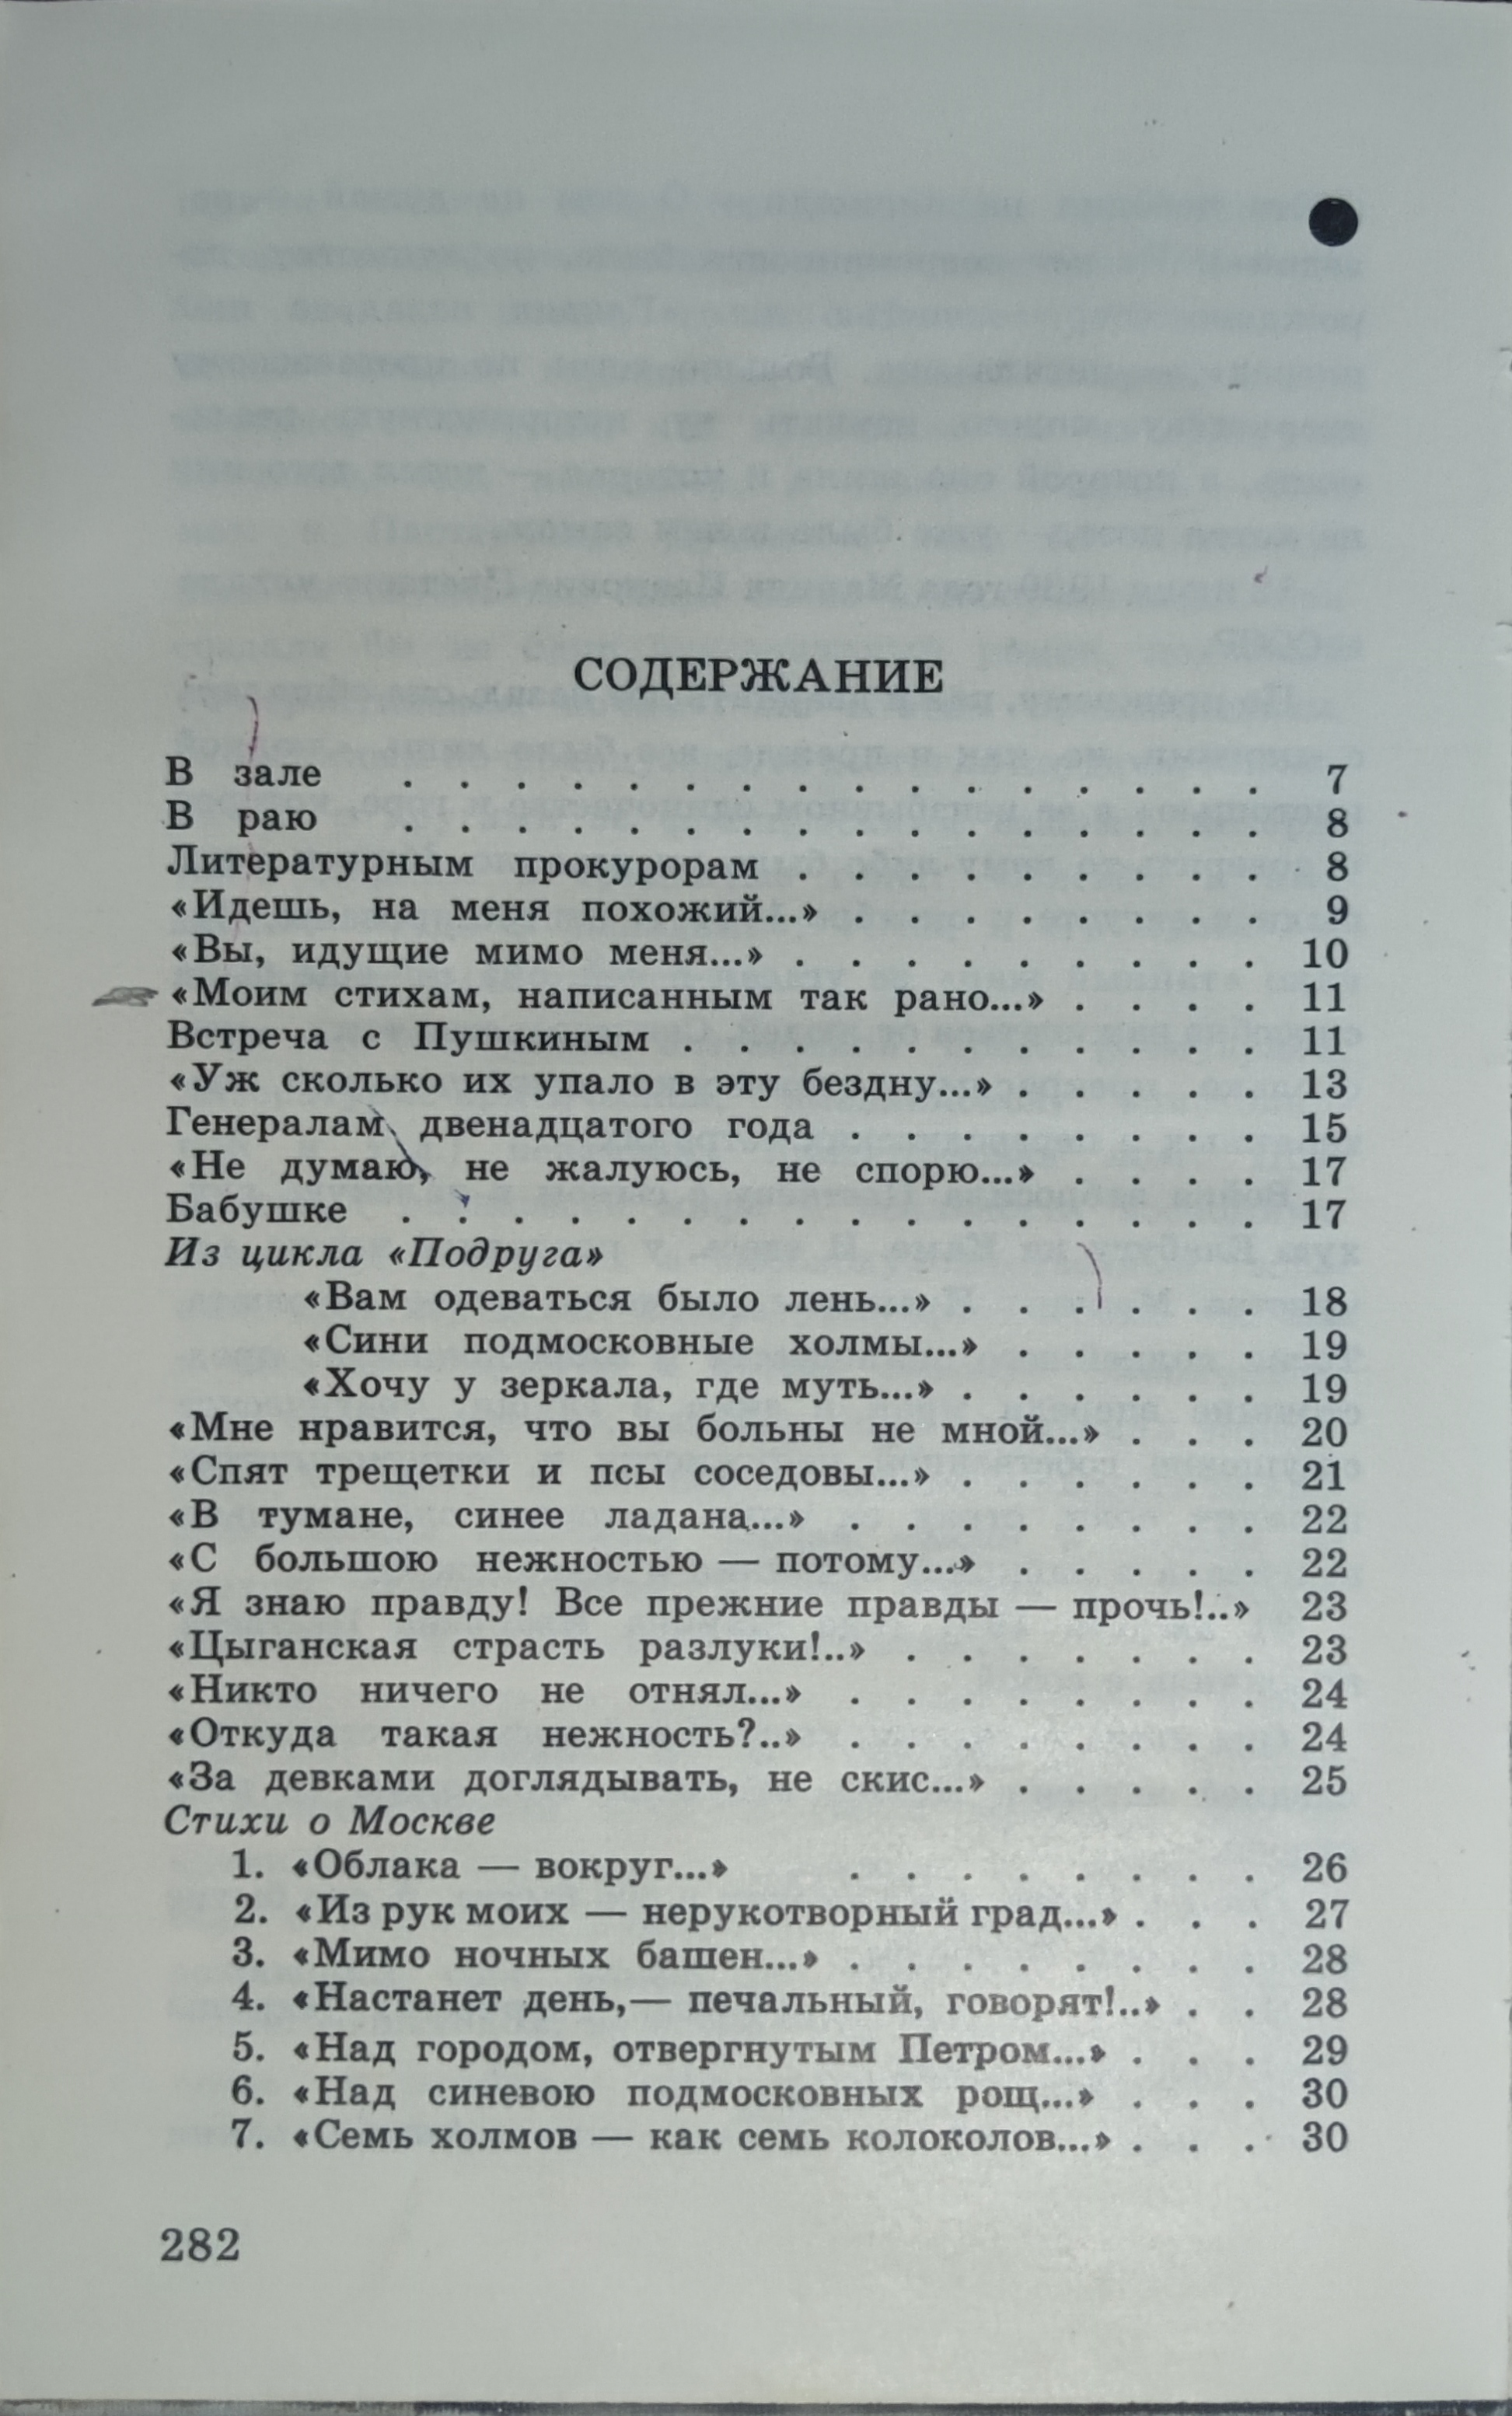 СОДЕРЖАНИЕ
В зале . . . . . . . . . . . . . . . . 7
В раю . . . . . . . . . . . . . . . . 8
Литературным прокурорам . . . . . . . . . 8
«Идешь, на меня похожий...» . . . . . . . . 9
«Вы, идущие мимо меня...» . . . . . . . . . 10
«Моим стихам, написанным так рано...» . . . . 11
Встреча с Пушкиным . . . . . . . . . . . 11
«Уж сколько их упало в эту бездну...» . . . . . 13
Генералам двенадцатого года . . . . . . . . 15
«Не думаю, не жалуюсь, не спорю...» . . . . 17
Бабушке . . . . . . . . . . . . . . . . 17
Из цикла «Подруга»
«Вам одеваться было лень...» . . . . . . 18
«Сини подмосковные холмы...» . . . . . 19
«Хочу у зеркала, где муть...» . . . . . . 19
«Мне нравится, что вы больны не мной...» . . . 20
«Спят трещетки и псы соседовы...» . . . . . . 21
«В тумане, синее ладана...» . . . . . . . . 22
«С большою нежностью — потому...» . . . . . 22
«Я знаю правду! Все прежние правды — прочь!..» 23
«Цыганская страсть разлуки!..» . . . . . . . 23
«Никто ничего не отнял...» . . . . . . . . 24
«Откуда такая нежность?..» . . . . . . . . 24
«За девками доглядывать, не скис...» . . . . . 25
Стихи о Москве
1. «Облака — вокруг...» . . . . . . . . 26
2. «Из рук моих — нерукотворный град...» . . . 27
3. «Мимо ночных башен...» . . . . . . . . 28
4. «Настанет день,— печальный, говорят!..» . . 28
5. «Над городом, отвергнутым Петром...» . . . 29
6. «Над синевою подмосковных рощ...» . . . 30
7. «Семь холмов — как семь колоколов...» . . . 30
282